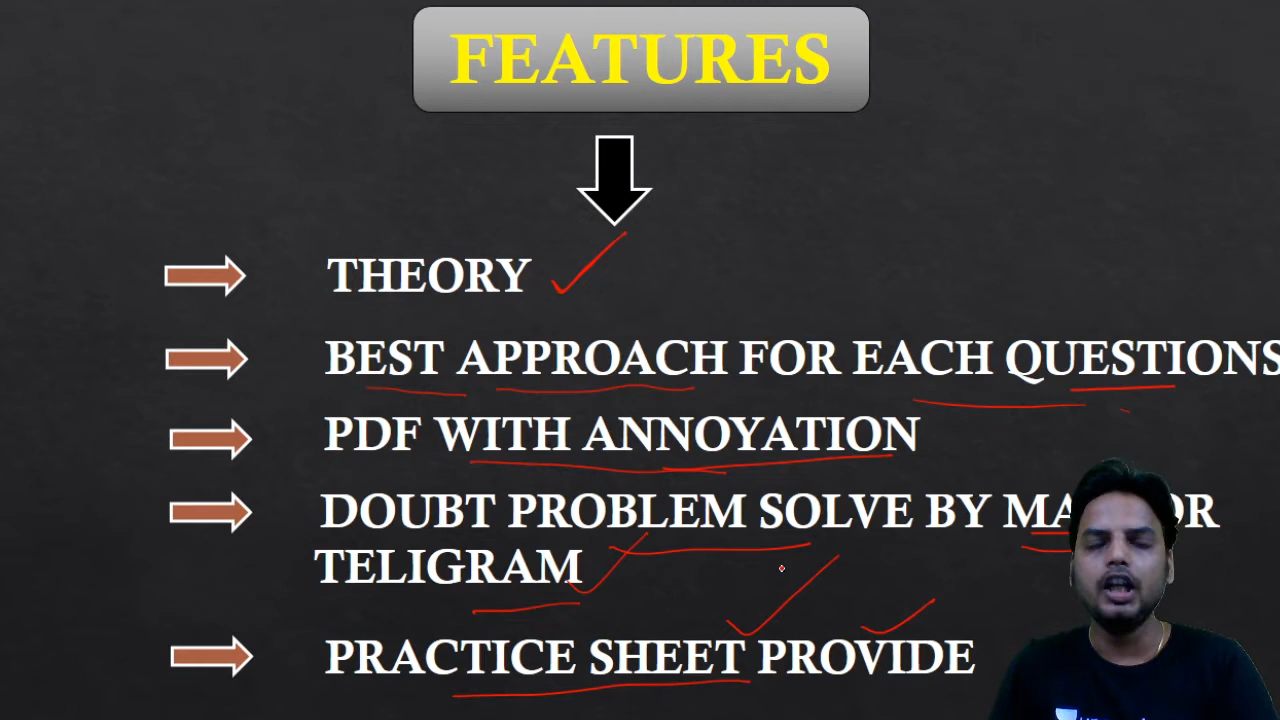 FEATURES
THEORY
BEST APPROACH FOR EACH QUESTIONS
PDF WITH ANNOYATION
DOUBT PROBLEM SOLVE BY OR
TELIGRAM
PRACTICE SHEET PROVIDE